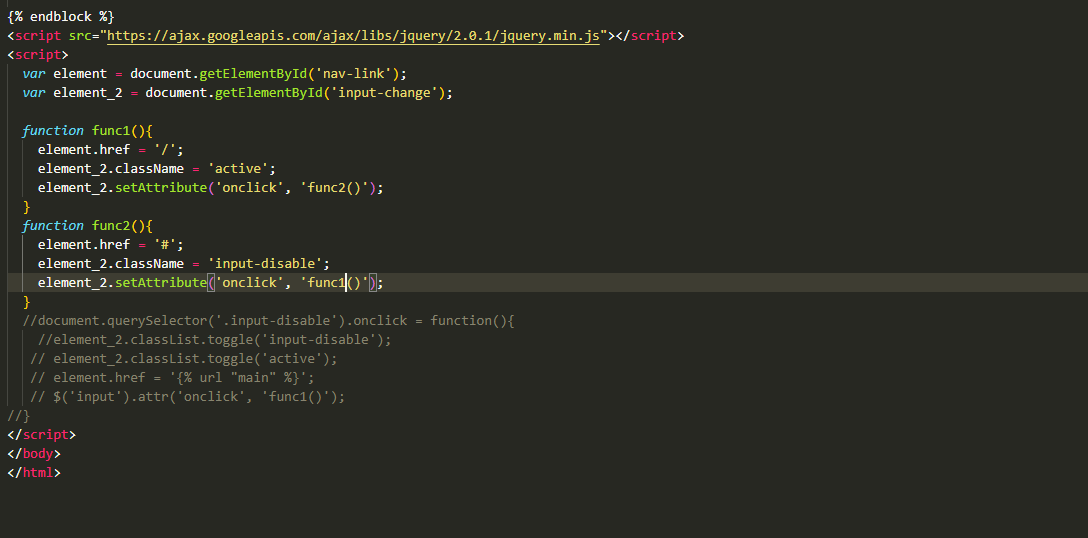 {% endblock %}
<script src="https://ajax.googleapis.com/ajax/libs/jquery/2.0.1/jquery.min.js"></script>
<script>
var element = document.getElementById('nav-link');
var element_2 = document.getElementById('input-change');
function func1(){
element.href = '/';
element_2.className = 'active';
element_2.setAttribute('onclick', 'func2()');
}
function func2(){
element.href = '#';
element_2.className = 'input-disable';
element_2.setAttribute('onclick', 'func1()');
}
//document.querySelector('.input-disable').onclick = function(){
//element_2.classList.toggle('input-disable');
// element_2.classList.toggle('active');
// element.href = '{% url "main" %}';
// $('input').attr('onclick', 'func1()');
//}
</script>
</body>
</html>